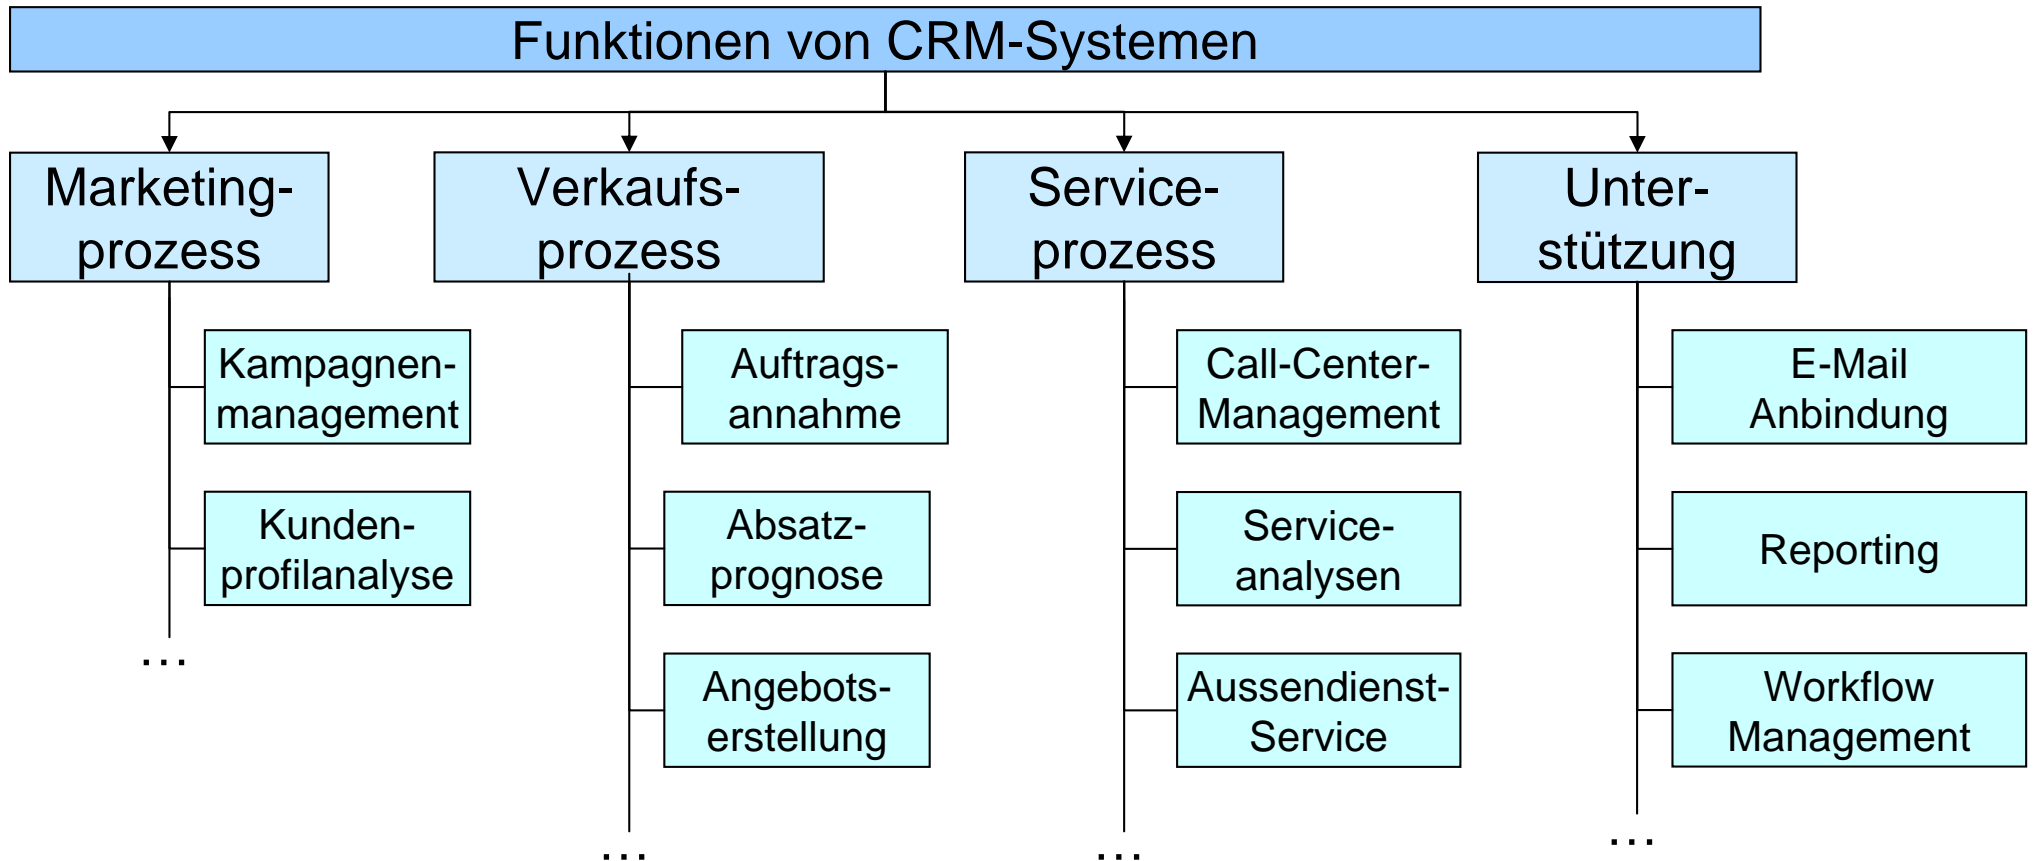 Funktionen von CRM-Systemen
Marketing-
prozess
Kampagnen-
management
Kunden-
profilanalyse
…
Verkaufs-
prozess
Auftrags-
annahme
Absatz-
prognose
Angebots-
erstellung
…
Service-
prozess
Call-Center-
Management
Service-
analysen
Aussendienst-
Service
…
Unter-
stützung
E-Mail
Anbindung
Reporting
Workflow
Management
…